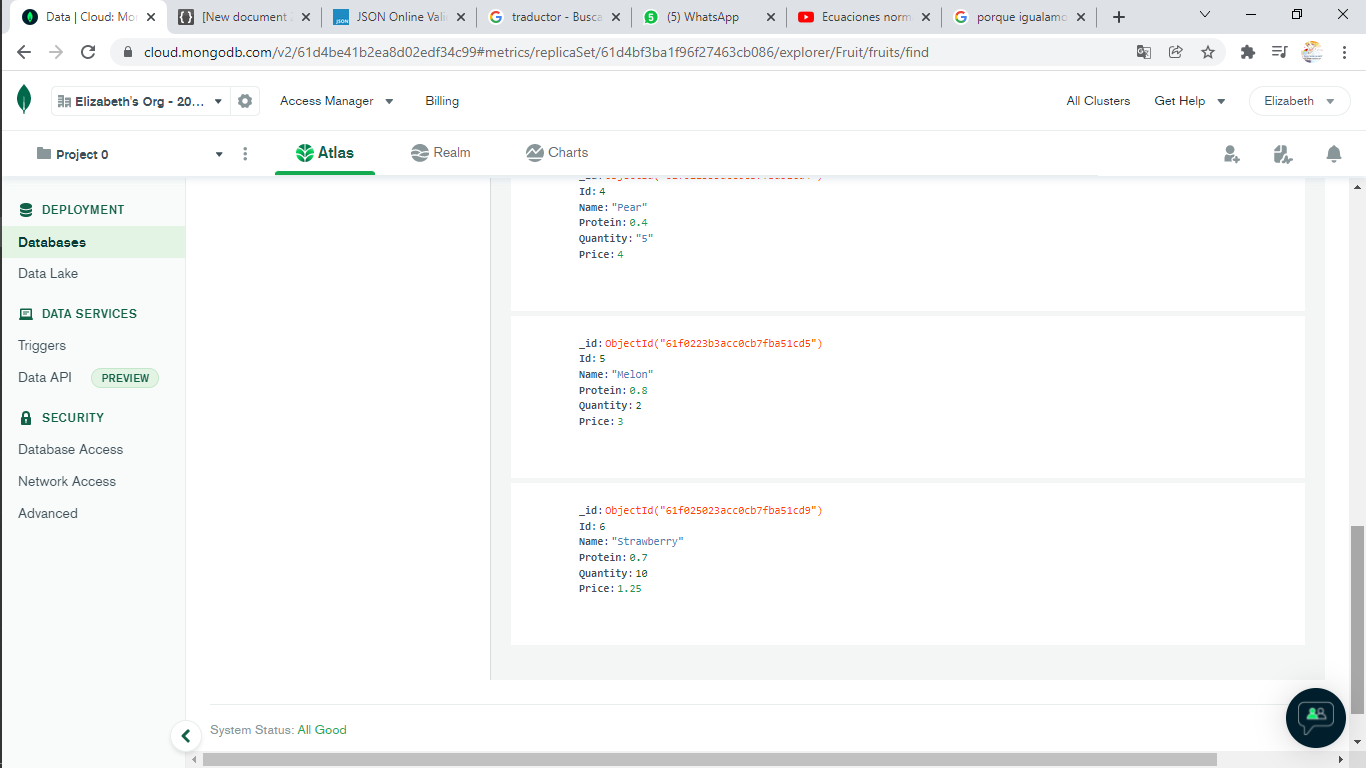 Data | Cloud: Mo
[New document
JSON Online Vali
traductor - Busca
(5) WhatsApp
Ecuaciones norm
porque igualamo
cloud.mongodb.com/v2/61d4be41b2ea8d02edf34c99#metrics/replicaSet/61d4bf3ba1f96f27463cb086/explorer/Fruit/fruits/find
Elizabeth's Org - 20...
Access Manager
Billing
All Clusters
Get Help
Elizabeth
Project 0
Atlas
Realm
Charts
DEPLOYMENT
Databases
Data Lake
DATA SERVICES
Triggers
Data API PREVIEW
SECURITY
Database Access
Network Access
Advanced
Id: 4
Name: "Pear"
Protein: 0.4
Quantity: "5"
Price: 4
_id: ObjectId("61f0223b3acc0cb7fba51cd5")
Id: 5
Name: "Melon"
Protein: 0.8
Quantity: 2
Price: 3
_id: ObjectId("61f025023acc0cb7fba51cd9")
Id: 6
Name: "Strawberry"
Protein: 0.7
Quantity: 10
Price: 1.25
System Status: All Good